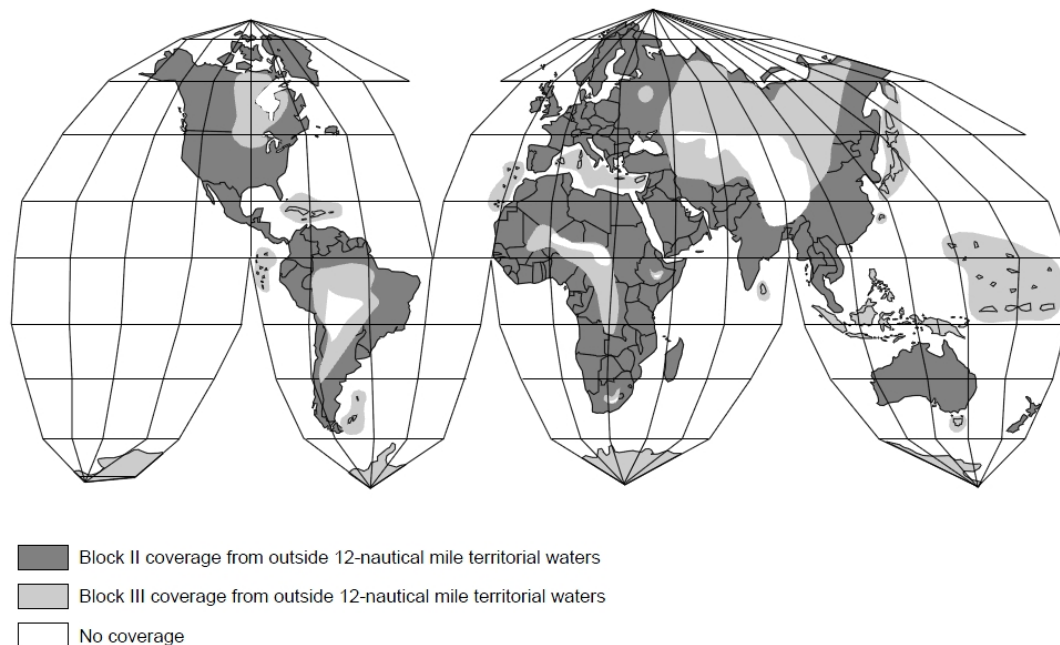 Block II coverage from outside 12-nautical mile territorial waters
Block III coverage from outside 12-nautical mile territorial waters
No coverage